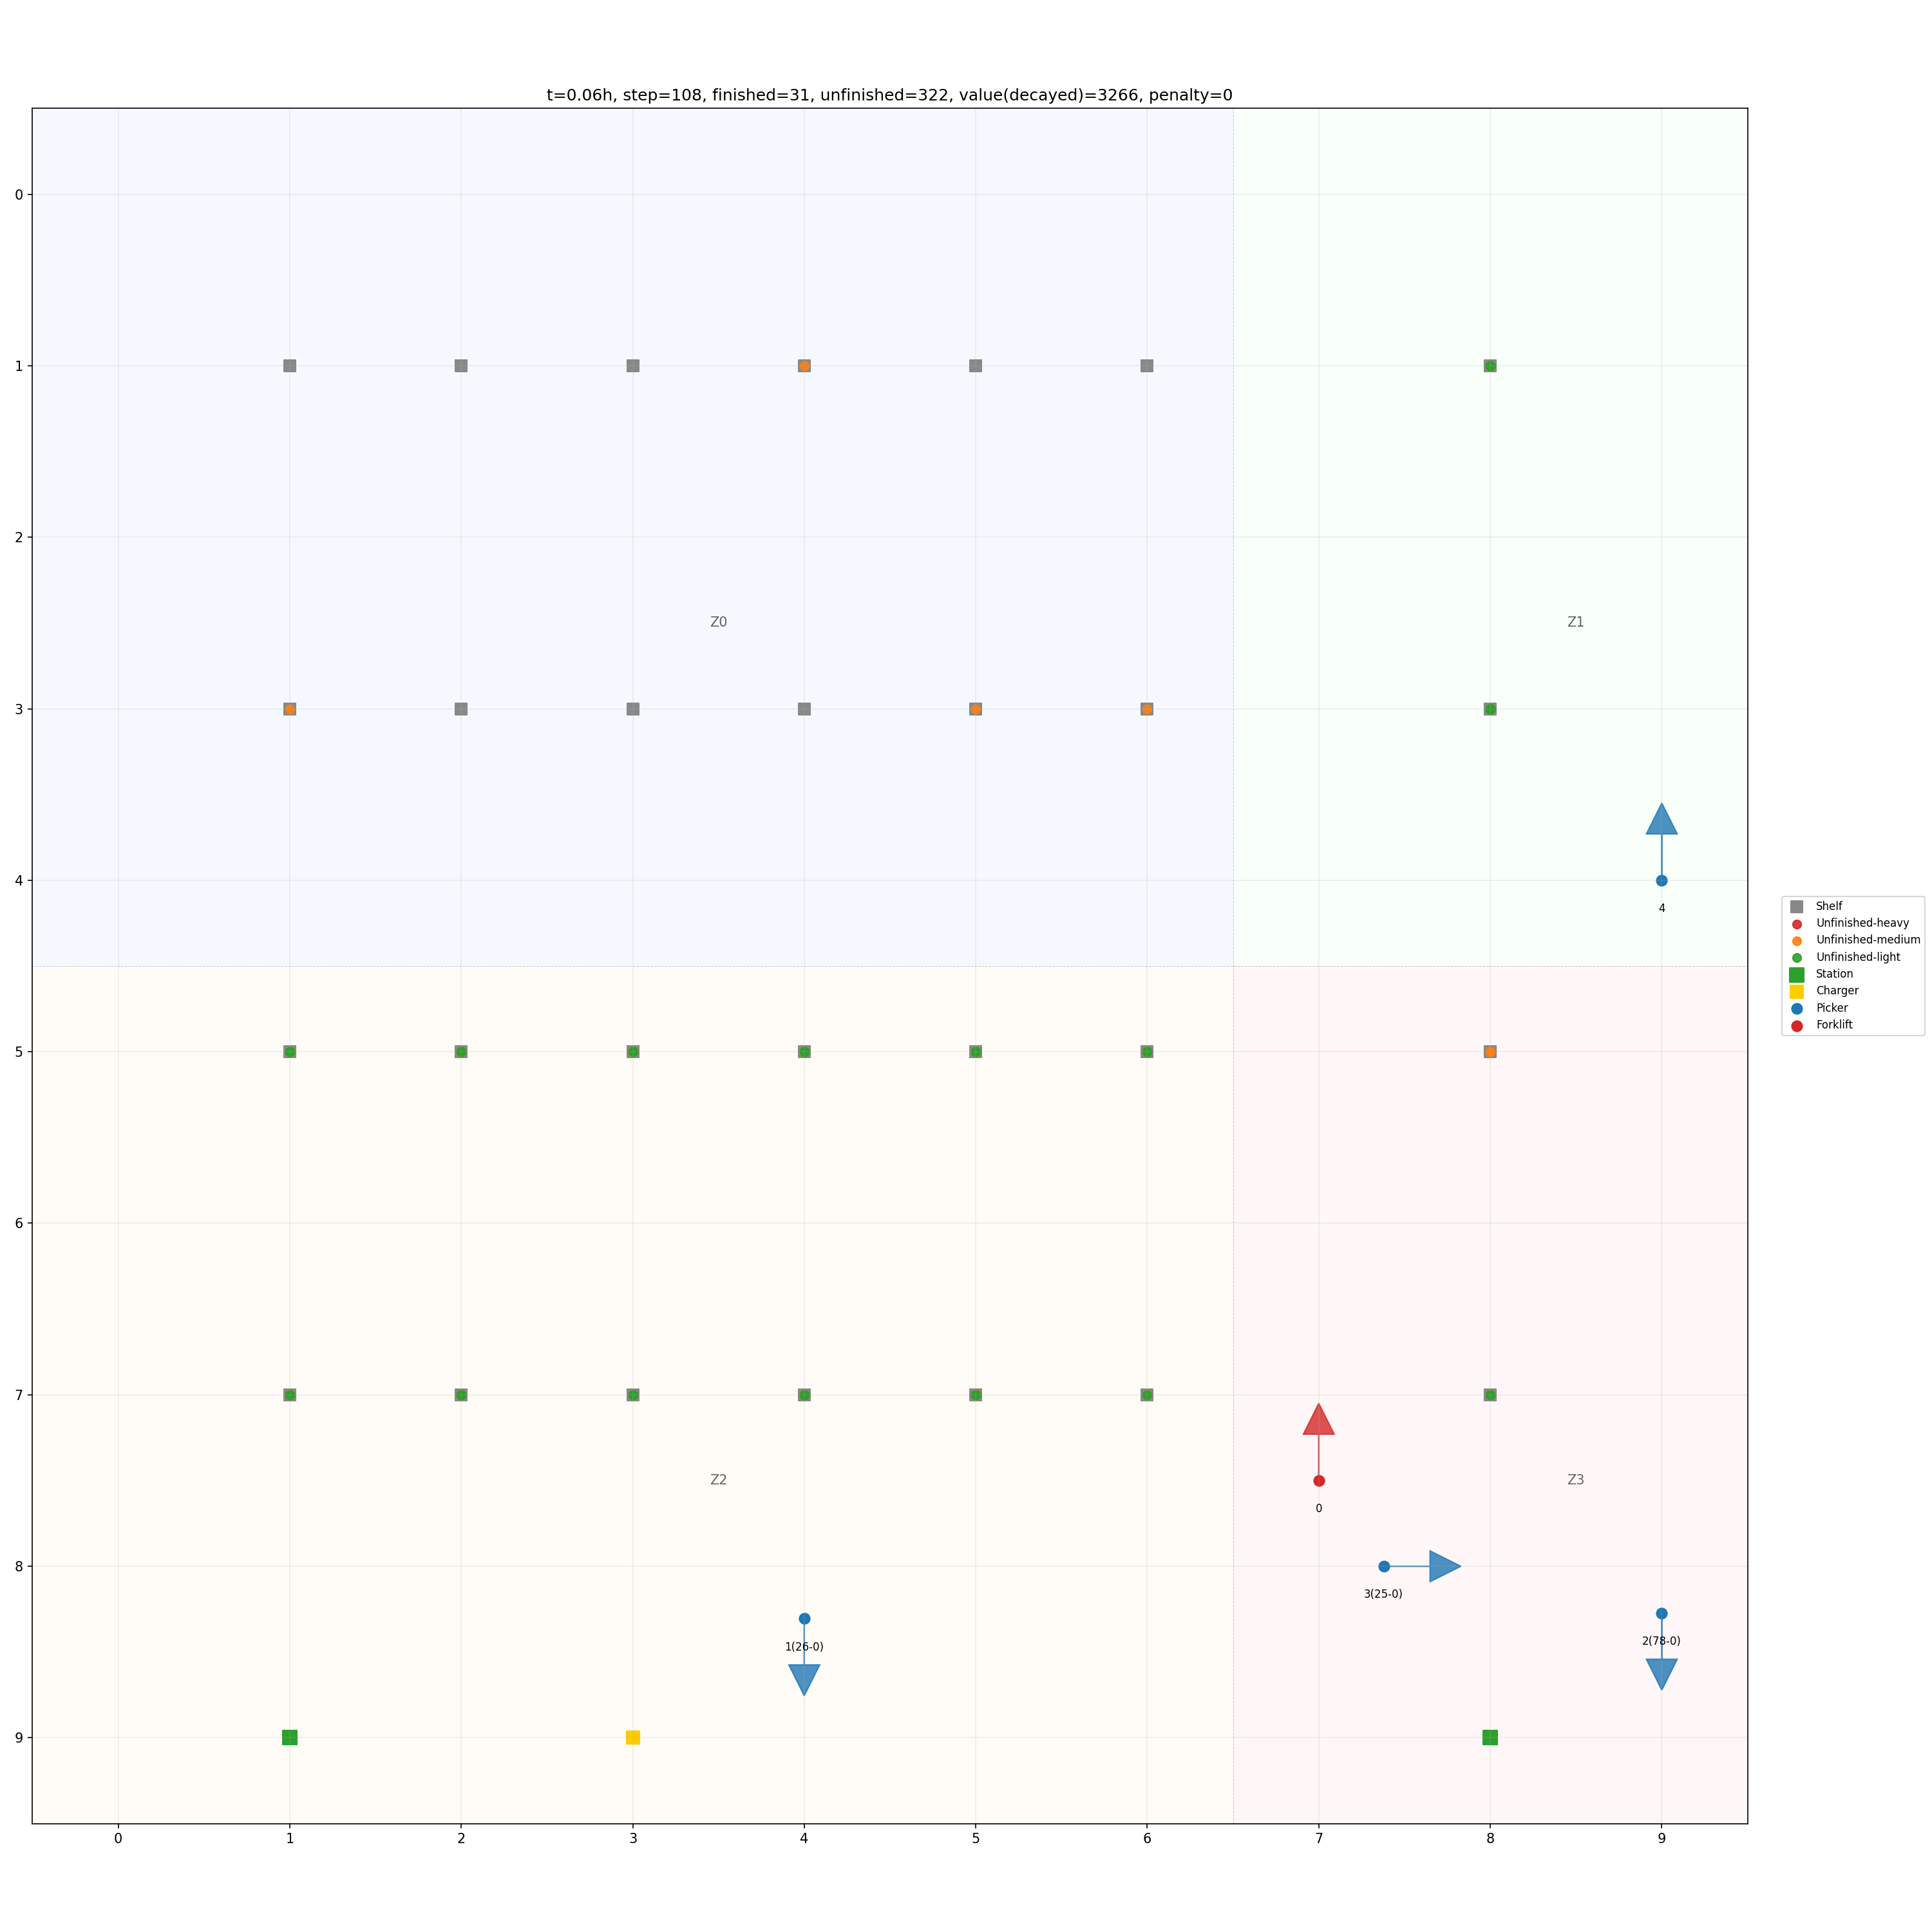 t=0.06h, step=108, finished=31, unfinished=322, value(decayed)=3266, penalty=0
0
1
2
Z0
Z1
3
4
4
Shelf
Unfinished-heavy
Unfinished-medium
Unfinished-light
Station
Charger
Picker
Forklift
5
6
7
Z2
Z3
0
8
3(25-0)
1(26-0)
2(78-0)
9
0 1 2 3 4 5 6 7 8 9